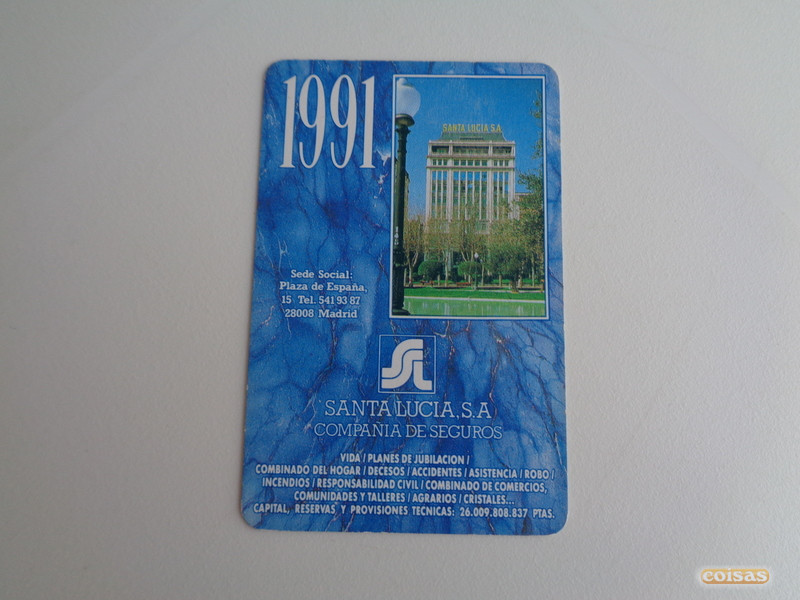 1991
SANTA LUCIA S.A.
Sede Social:
Plaza de España,
15 Tel. 541 93 87
28008 Madrid
SANTA LUCIA, S.A
COMPAÑIA DE SEGUROS
VIDA / PLANES DE JUBILACION /
COMBINADO DEL HOGAR / DECESOS / ACCIDENTES / ASISTENCIA / ROBO /
INCENDIOS / RESPONSABILIDAD CIVIL / COMBINADO DE COMERCIOS,
COMUNIDADES Y TALLERES / AGRARIOS / CRISTALES...
CAPITAL, RESERVAS Y PROVISIONES TECNICAS: 26.009.808.837 PTAS.
coisas